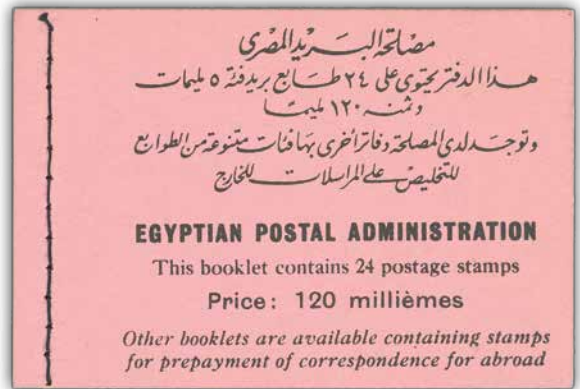 مصلحة البريد المصرى
هذا الدفتر يحتوى على ٢٤ طابع بريد فئة ٥ مليمات
وثمنه ١٢٠ مليما
وتوجد لدى المصلحة دفاتر أخرى بها فئات متنوعة من الطوابع
للتخليص على المراسلات للخارج
EGYPTIAN POSTAL ADMINISTRATION
This booklet contains 24 postage stamps
Price: 120 millièmes
Other booklets are available containing stamps
for prepayment of correspondence for abroad